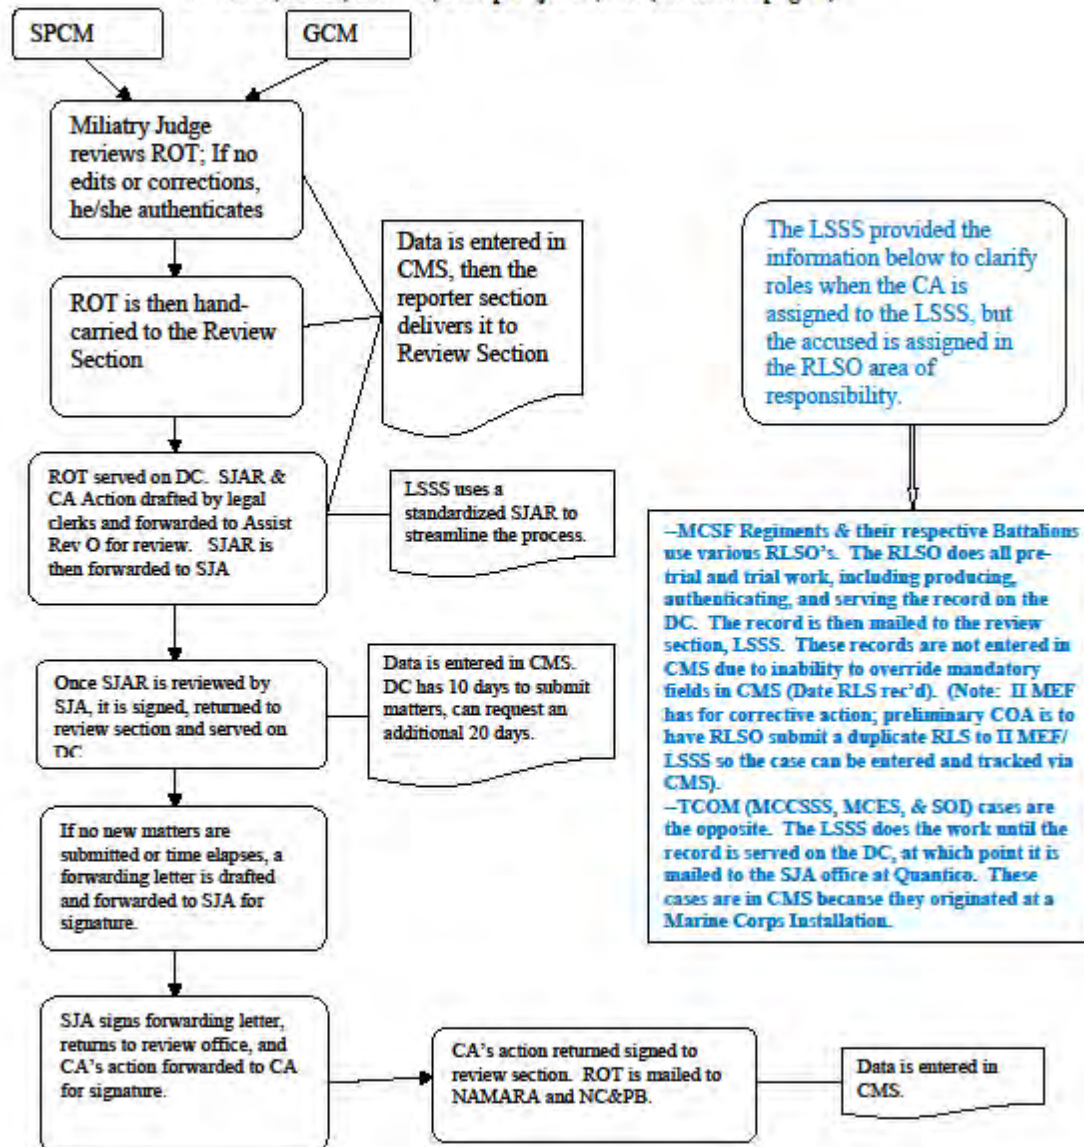 SPCM
GCM
Miliatry Judge
reviews ROT; If no
edits or corrections,
he/she authenticates
ROT is then hand-
carried to the Review
Section
Data is entered in
CMS, then the
reporter section
delivers it to
Review Section
The LSSS provided the
information below to clarify
roles when the CA is
assigned to the LSSS, but
the accused is assigned in
the RLSO area of
responsibility.
ROT served on DC. SJAR &
CA Action drafted by legal
clerks and forwarded to Assist
Rev O for review. SJAR is
then forwarded to SJA
LSSS uses a
standardized SJAR to
streamline the process.
--MCSF Regiments & their respective Battalions
use various RLSO's. The RLSO does all pre-
trial and trial work, including producing,
authenticating, and serving the record on the
DC. The record is then mailed to the review
section, LSSS. These records are not entered in
CMS due to inability to override mandatory
fields in CMS (Date RLS rec'd). (Note: II MEF
has for corrective action; preliminary COA is to
have RLSO submit a duplicate RLS to II MEF/
LSSS so the case can be entered and tracked via
CMS).
--TCOM (MCCSSS, MCES, & SOI) cases are
the opposite. The LSSS does the work until the
record is served on the DC, at which point it is
mailed to the SJA office at Quantico. These
cases are in CMS because they originated at a
Marine Corps Installation.
Once SJAR is reviewed by
SJA, it is signed, returned to
review section and served on
DC
Data is entered in CMS.
DC has 10 days to submit
matters, can request an
additional 20 days.
If no new matters are
submitted or time elapses, a
forwarding letter is drafted
and forwarded to SJA for
signature.
SJA signs forwarding letter,
returns to review office, and
CA's action forwarded to CA
for signature.
CA's action returned signed to
review section. ROT is mailed to
NAMARA and NC&PB.
Data is entered in
CMS.